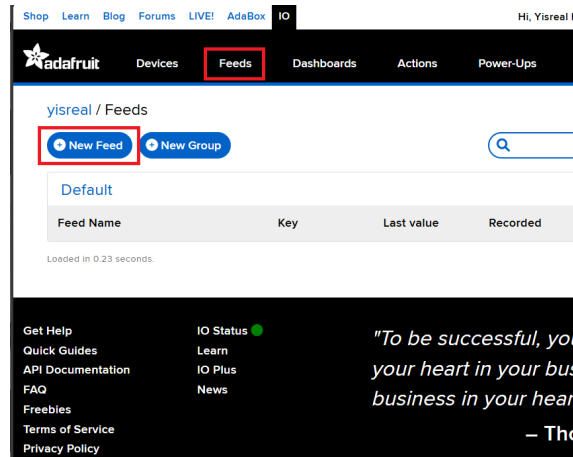 Shop Learn Blog Forums LIVE! AdaBox IO Hi, Yisreal
adafruit Devices Feeds Dashboards Actions Power-Ups
yisreal / Feeds
New Feed New Group
Default
Feed Name Key Last value Recorded
Loaded in 0.23 seconds.
Get Help IO Status
Quick Guides Learn
API Documentation IO Plus
FAQ News
Freebies
Terms of Service
Privacy Policy
"To be successful, you
your heart in your bus
business in your hear
– Tho